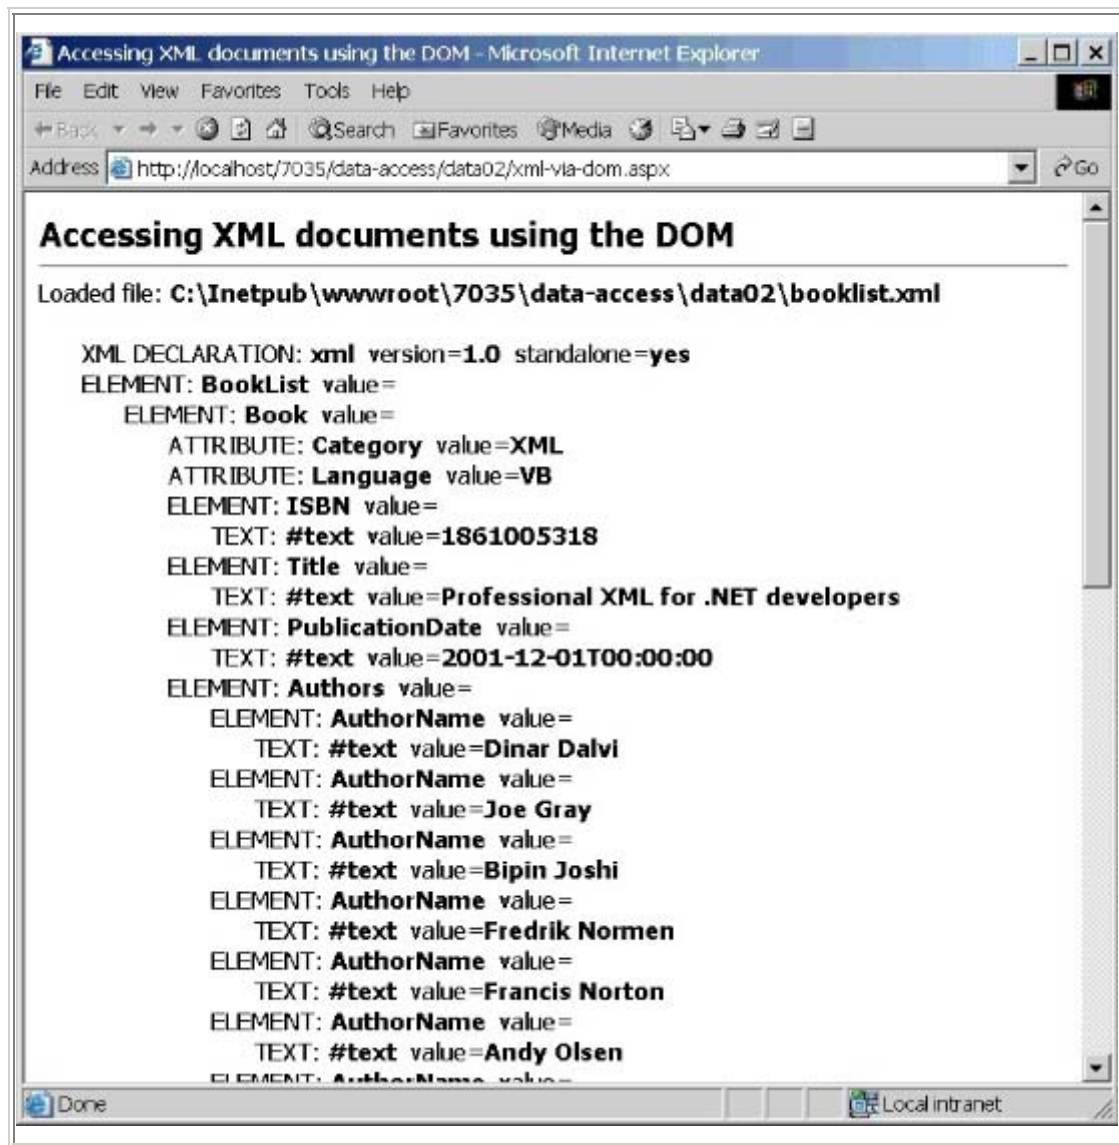 Accessing XML documents using the DOM - Microsoft Internet Explorer
File Edit View Favorites Tools Help
Back Search Favorites Media
Address http://localhost/7035/data-access/data02/xml-via-dom.aspx Go
Accessing XML documents using the DOM
Loaded file: C:\Inetpub\wwwroot\7035\data-access\data02\booklist.xml
XML DECLARATION: xml version=1.0 standalone=yes
ELEMENT: BookList value=
ELEMENT: Book value=
ATTRIBUTE: Category value=XML
ATTRIBUTE: Language value=VB
ELEMENT: ISBN value=
TEXT: #text value=1861005318
ELEMENT: Title value=
TEXT: #text value=Professional XML for .NET developers
ELEMENT: PublicationDate value=
TEXT: #text value=2001-12-01T00:00:00
ELEMENT: Authors value=
ELEMENT: AuthorName value=
TEXT: #text value=Dinar Dalvi
ELEMENT: AuthorName value=
TEXT: #text value=Joe Gray
ELEMENT: AuthorName value=
TEXT: #text value=Bipin Joshi
ELEMENT: AuthorName value=
TEXT: #text value=Fredrik Normen
ELEMENT: AuthorName value=
TEXT: #text value=Francis Norton
ELEMENT: AuthorName value=
TEXT: #text value=Andy Olsen
ELEMENT: AuthorName value=
Done Local intranet